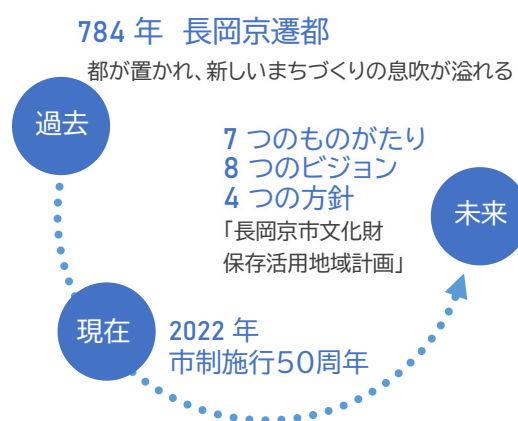 784 年 長岡京遷都
都が置かれ、新しいまちづくりの息吹が溢れる
過去
7 つのものがたり
8 つのビジョン
4 つの方針
「長岡京市文化財
保存活用地域計画」
未来
現在
2022 年
市制施行50周年